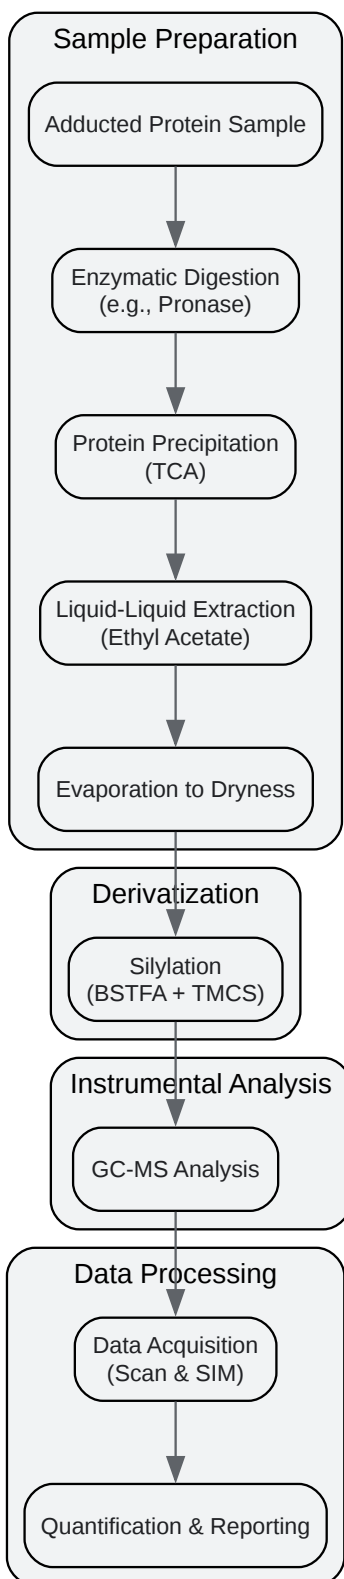 Sample Preparation
Adducted Protein Sample
Enzymatic Digestion
(e.g., Pronase)
Protein Precipitation
(TCA)
Liquid-Liquid Extraction
(Ethyl Acetate)
Evaporation to Dryness
Derivatization
Silylation
(BSTFA + TMCS)
Instrumental Analysis
GC-MS Analysis
Data Processing
Data Acquisition
(Scan & SIM)
Quantification & Reporting